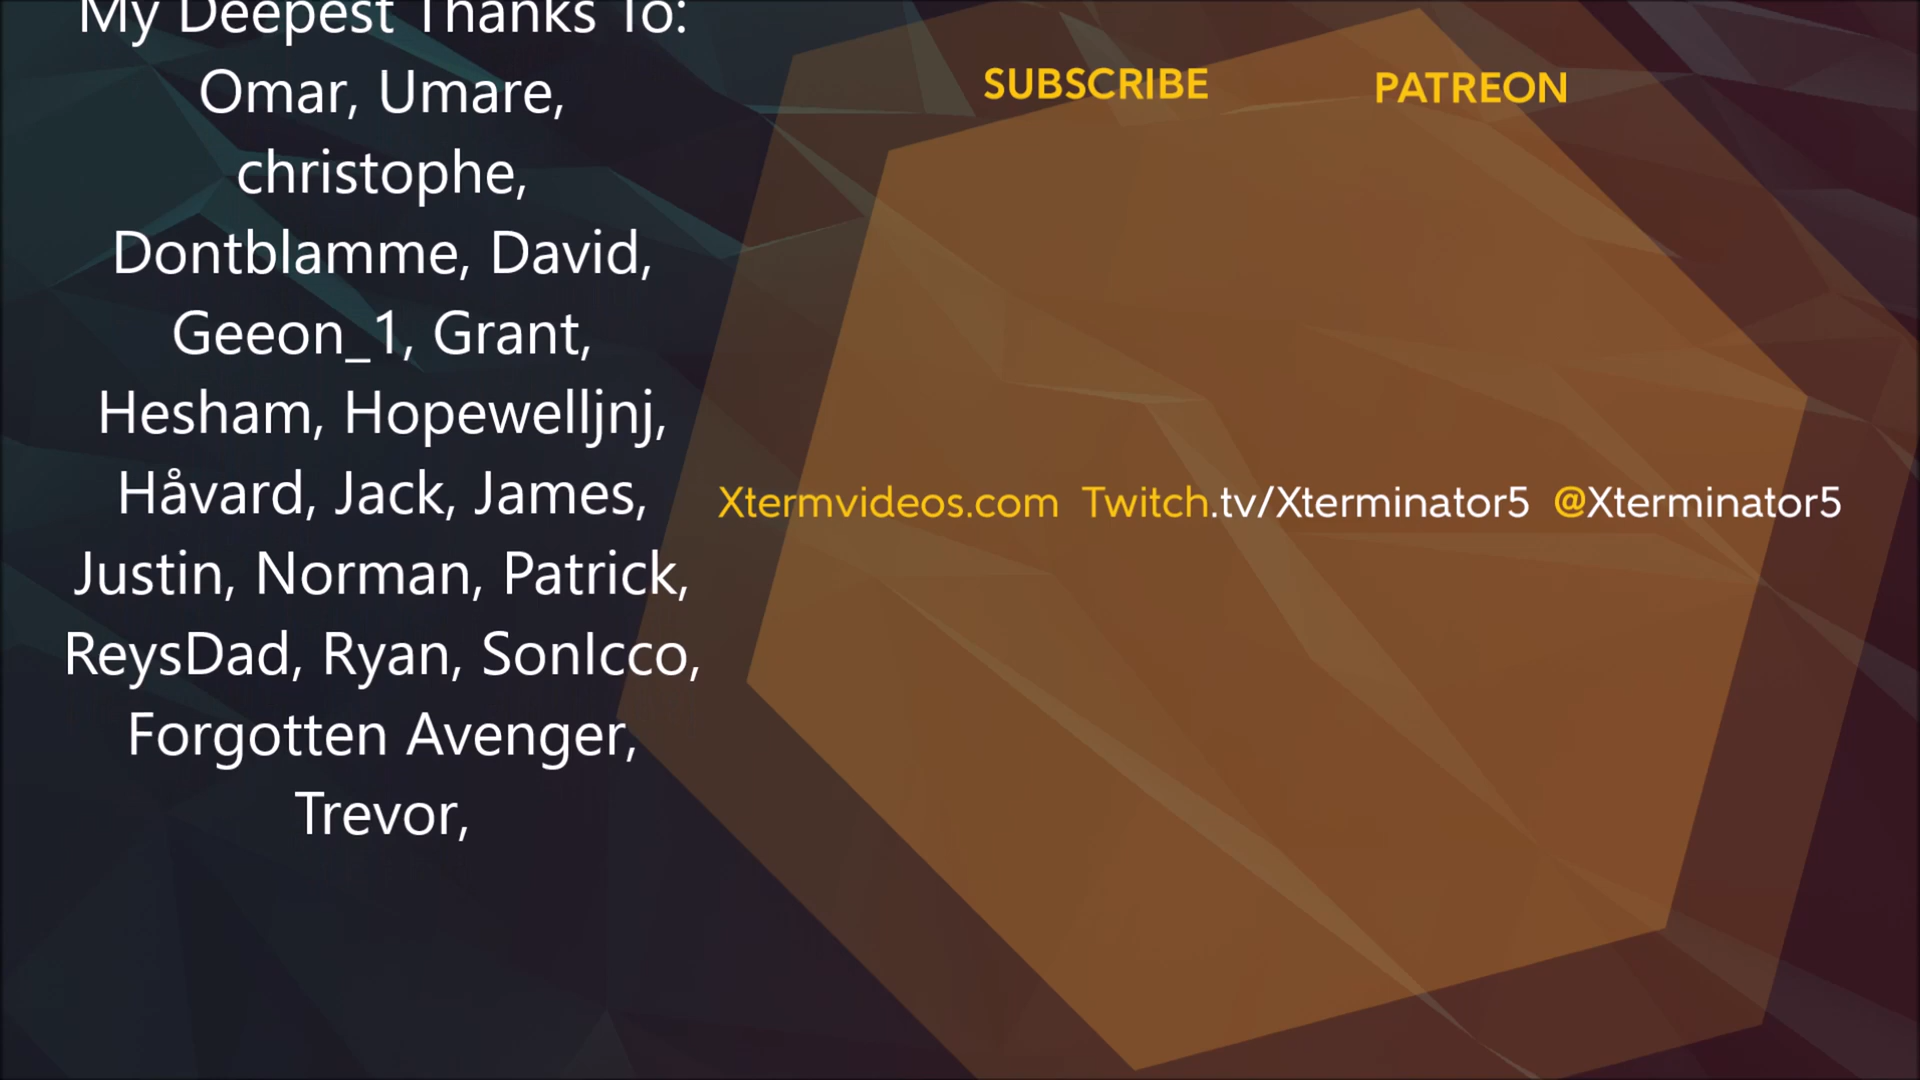 My Deepest Thanks To:
Omar, Umare,
christophe,
Dontblamme, David,
Geeon_1, Grant,
Hesham, Hopewelljnj,
Håvard, Jack, James,
Justin, Norman, Patrick,
ReysDad, Ryan, SonIcco,
Forgotten Avenger,
Trevor,
SUBSCRIBE PATREON
Xtermvideos.com Twitch.tv/Xterminator5 @Xterminator5